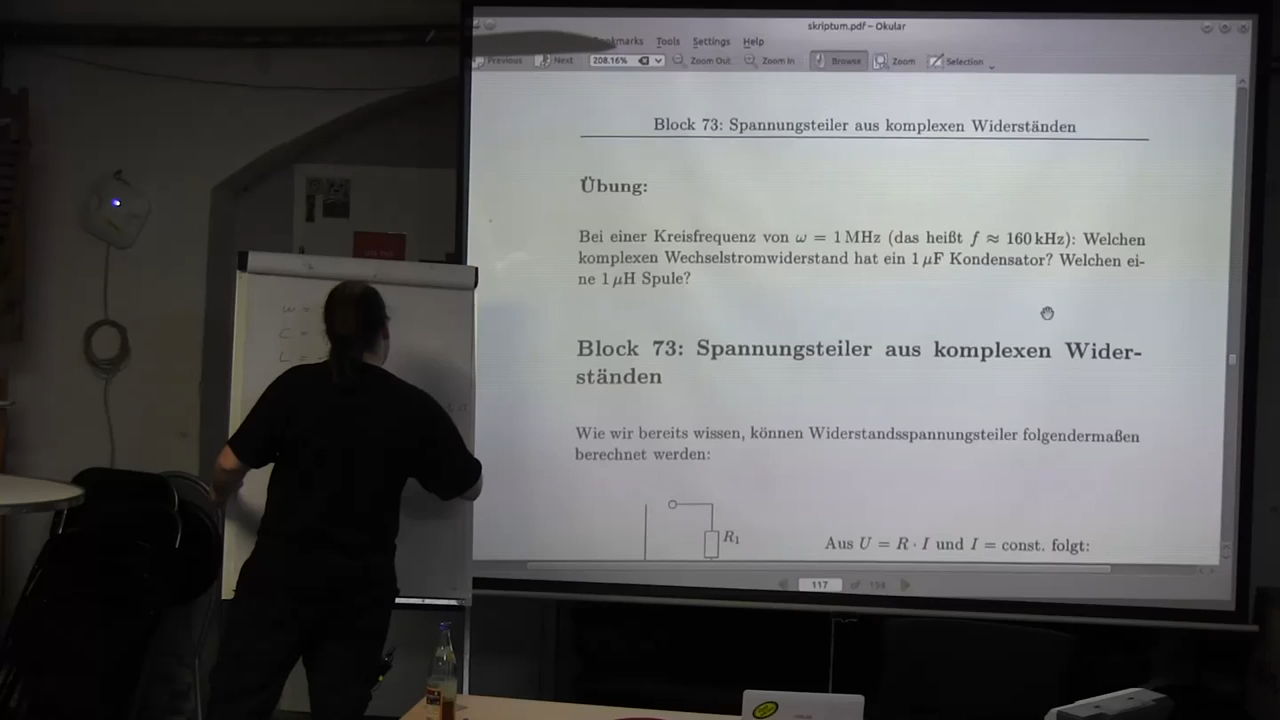 skriptum.pdf – Okular
Tools Settings Help
Previous Next 208.16% Zoom Out Zoom In Browse Zoom Selection
Block 73: Spannungsteiler aus komplexen Widerständen
Übung:
Bei einer Kreisfrequenz von ω = 1 MHz (das heißt f ≈ 160 kHz): Welchen
komplexen Wechselstromwiderstand hat ein 1 μF Kondensator? Welchen ei-
ne 1 μH Spule?
Block 73: Spannungsteiler aus komplexen Wider-
ständen
Wie wir bereits wissen, können Widerstandsspannungsteiler folgendermaßen
berechnet werden:
R₁
Aus U = R · I und I = const. folgt:
117 of 154
ω =
C =
L =